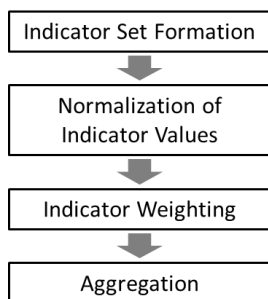 Indicator Set Formation
Normalization of
Indicator Values
Indicator Weighting
Aggregation